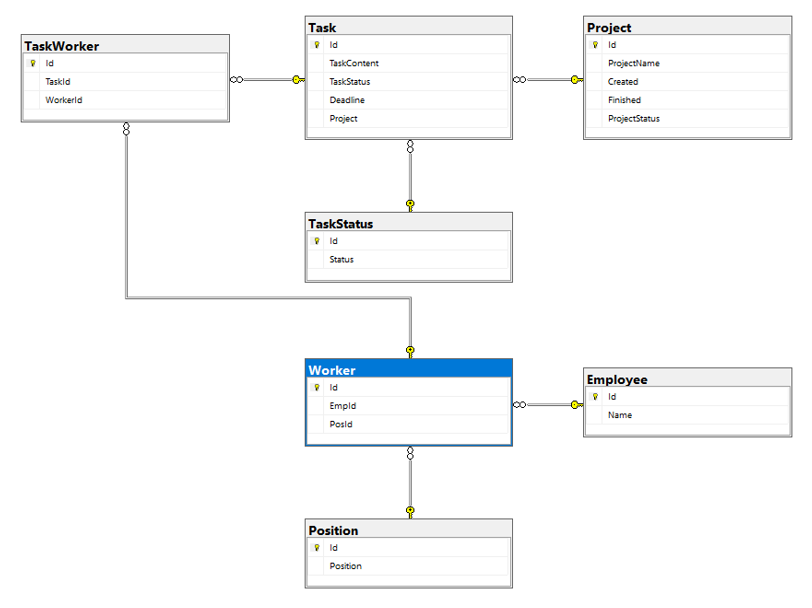 TaskWorker
Id
TaskId
WorkerId
Task
Id
TaskContent
TaskStatus
Deadline
Project
Project
Id
ProjectName
Created
Finished
ProjectStatus
TaskStatus
Id
Status
Worker
Id
EmpId
PosId
Employee
Id
Name
Position
Id
Position